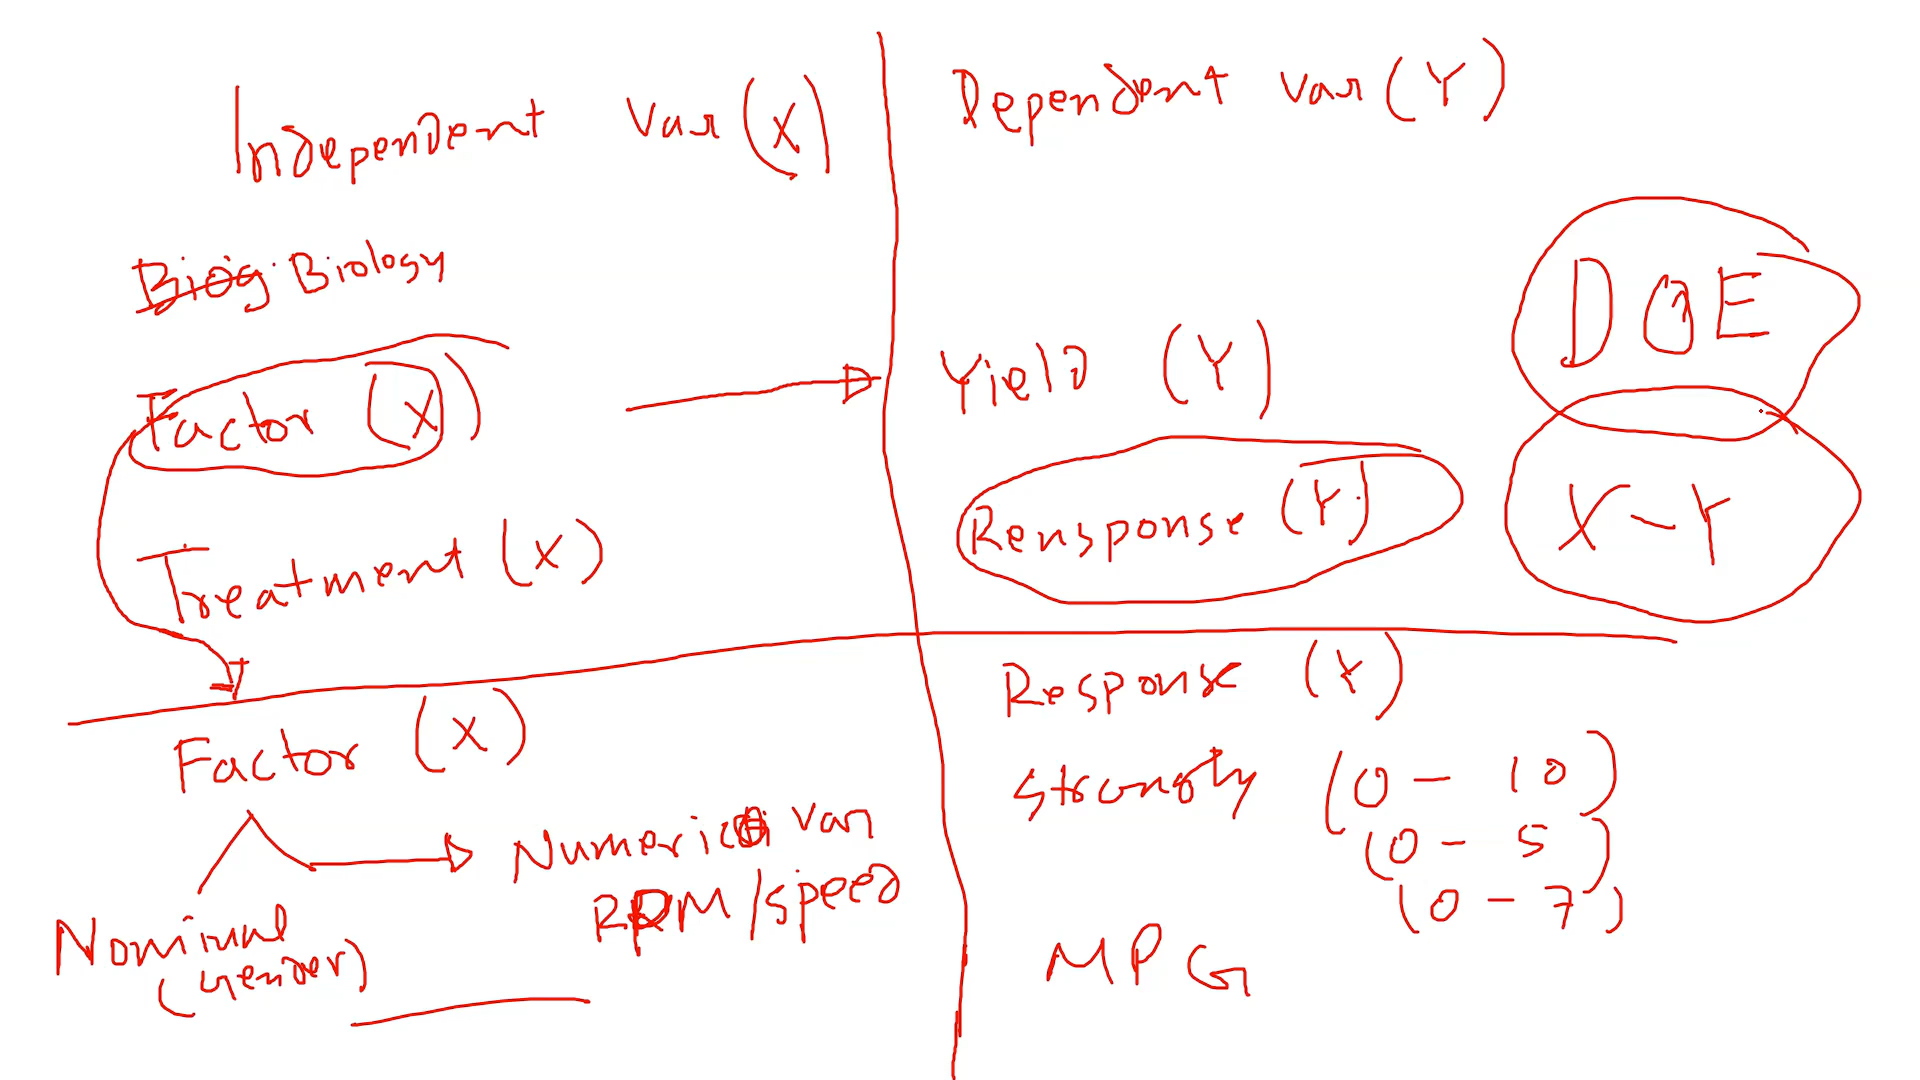 Independent Var (X)
Dependent Var (Y)
Biog Biology
Factor (X)
Treatment (X)
Yield (Y)
Rensponse (Y)
DOE
X-Y
Factor (X)
Numerical Var
RPM/speed
Nominal
(Gender)
Response (Y)
(0 - 10)
(0 - 5)
(0 - 7)
MPG